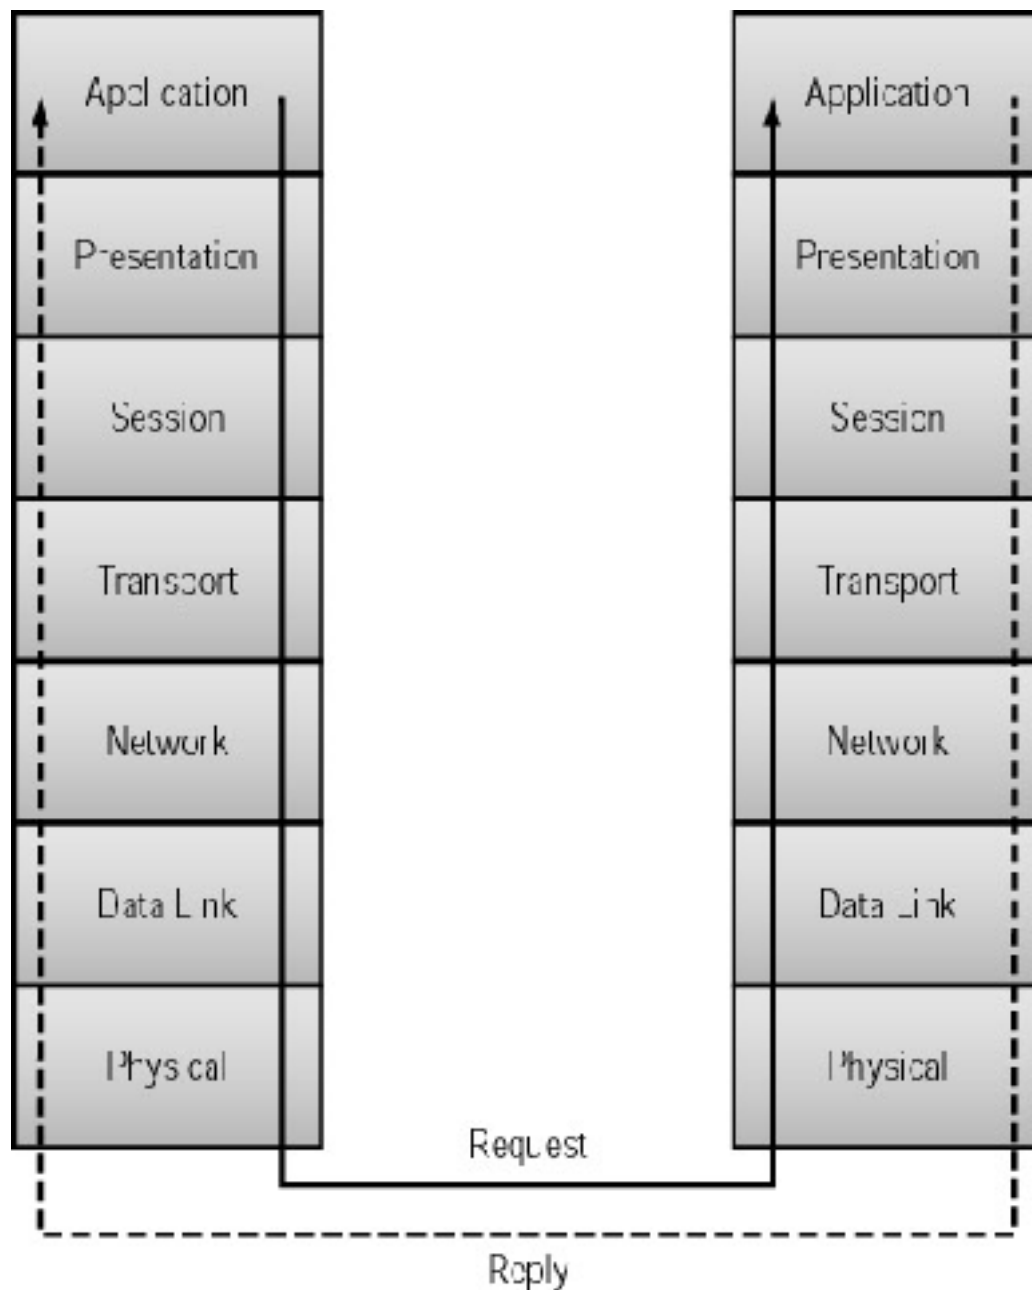 Application
Application
Presentation
Presentation
Session
Session
Transport
Transport
Network
Network
Data Link
Data Link
Physical
Physical
Request
Reply